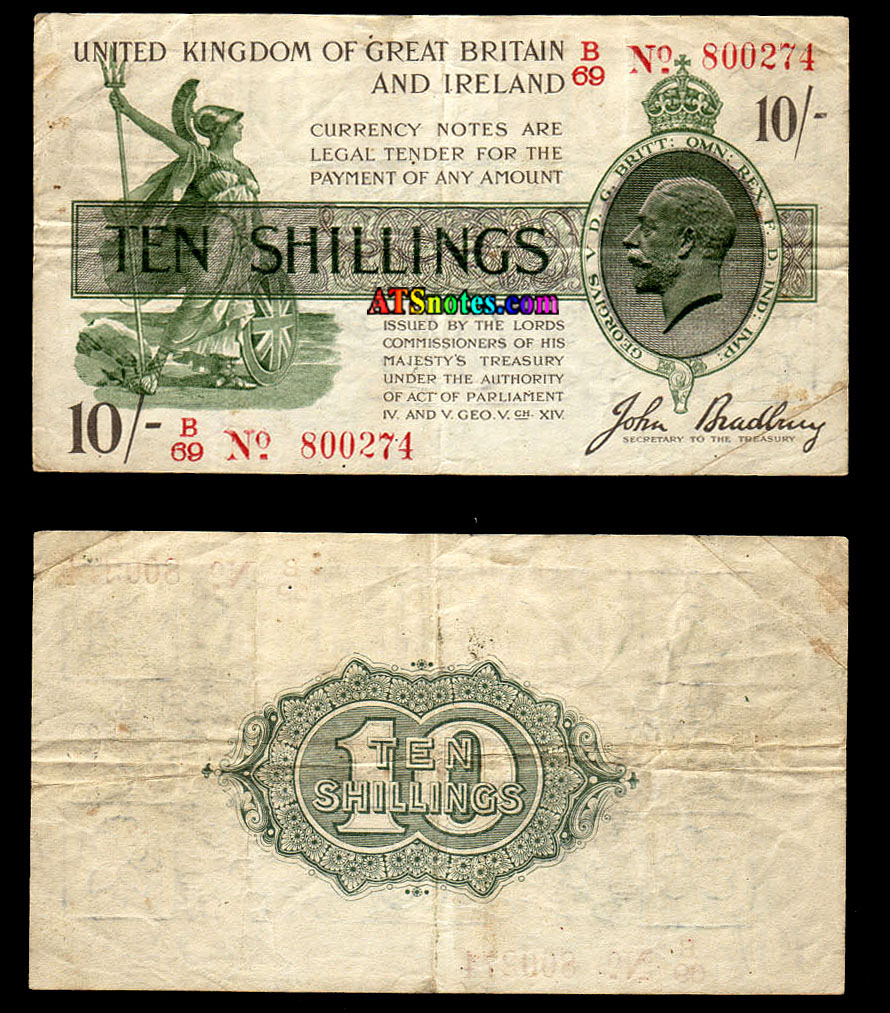 UNITED KINGDOM OF GREAT BRITAIN
AND IRELAND
B
69
No. 800274
10/-
CURRENCY NOTES ARE
LEGAL TENDER FOR THE
PAYMENT OF ANY AMOUNT
GEORGIVS V D. G. BRITT: OMN: REX F. D. IND: IMP:
TEN SHILLINGS
ATSnotes.com
ISSUED BY THE LORDS
COMMISSIONERS OF HIS
MAJESTY'S TREASURY
UNDER THE AUTHORITY
OF ACT OF PARLIAMENT
IV. AND V. GEO. V. CH. XIV.
John Bradbury
SECRETARY TO THE TREASURY
10/-
B
69
No. 800274
10
TEN
SHILLINGS